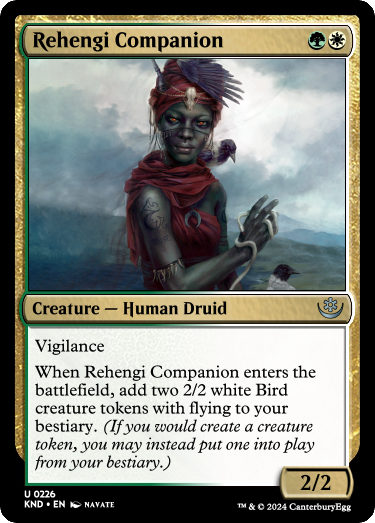 Rehengi Companion
Creature — Human Druid
Vigilance
When Rehengi Companion enters the
battlefield, add two 2/2 white Bird
creature tokens with flying to your
bestiary. (If you would create a creature
token, you may instead put one into play
from your bestiary.)
2/2
U 0226
KND • EN NAVATE
™ & © 2024 CanterburyEgg